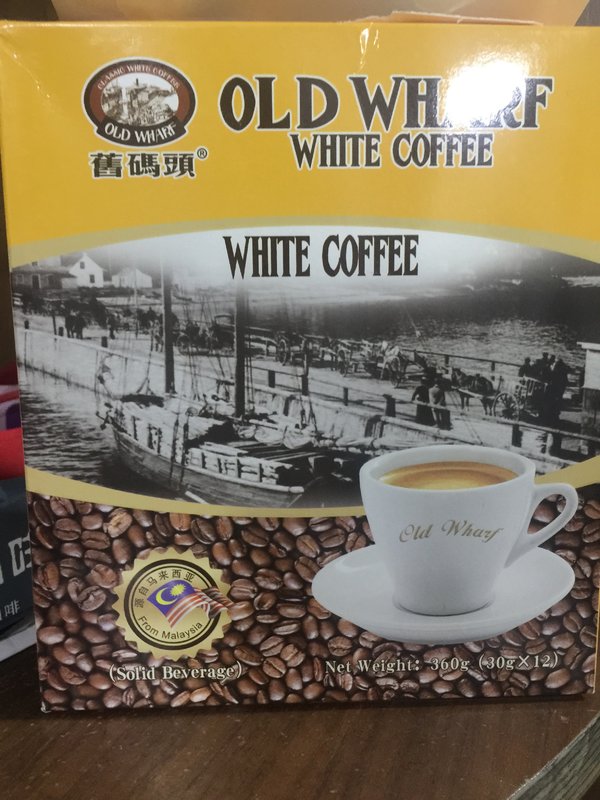 CLASSIC WHITE COFFEE
OLD WHARF
舊碼頭®
OLD WHARF
WHITE COFFEE
WHITE COFFEE
Old Wharf
源自马来西亚
From Malaysia
(Solid Beverage)
Net Weight: 360g (30g×12)
啡